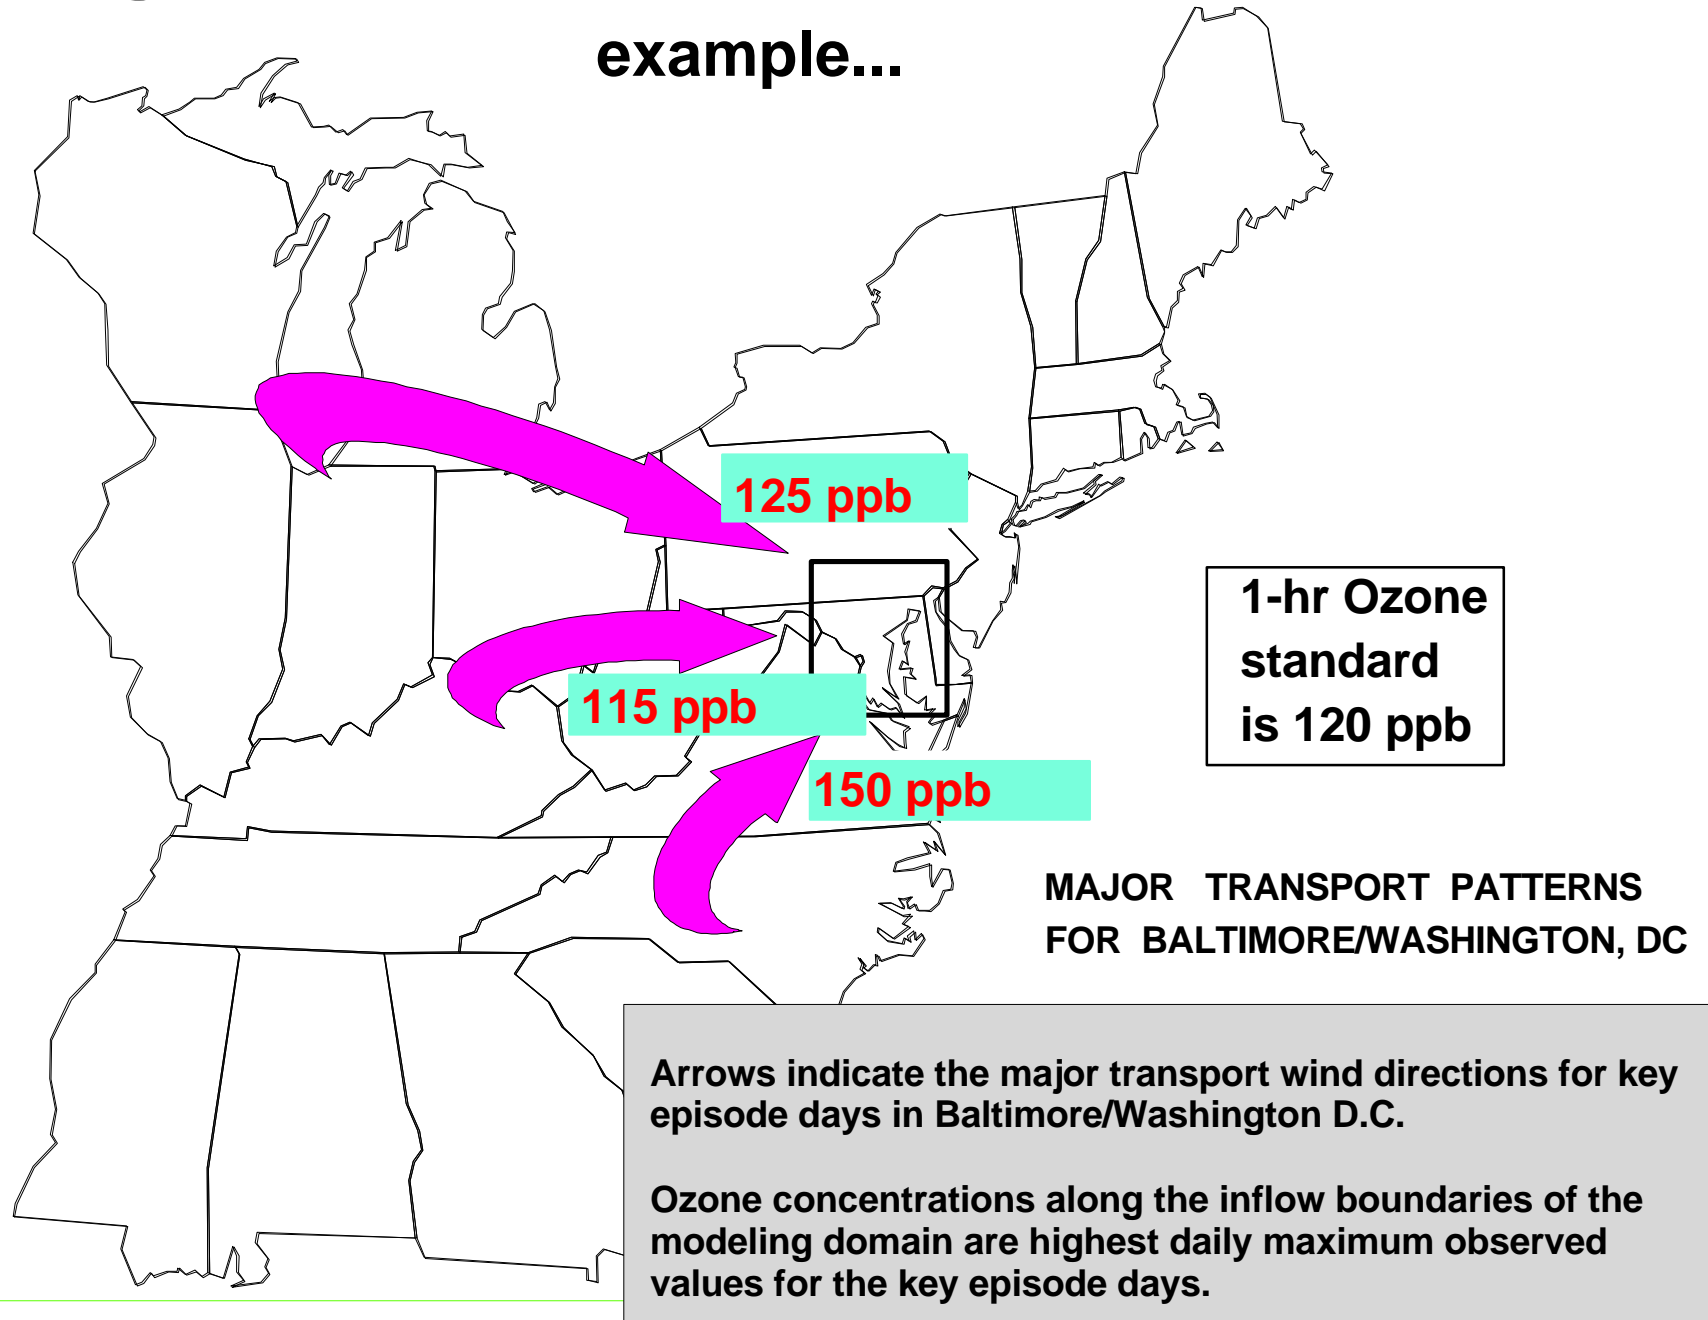 example...
125 ppb
1-hr Ozone
standard
is 120 ppb
115 ppb
150 ppb
MAJOR TRANSPORT PATTERNS
FOR BALTIMORE/WASHINGTON, DC
Arrows indicate the major transport wind directions for key
episode days in Baltimore/Washington D.C.
Ozone concentrations along the inflow boundaries of the
modeling domain are highest daily maximum observed
values for the key episode days.